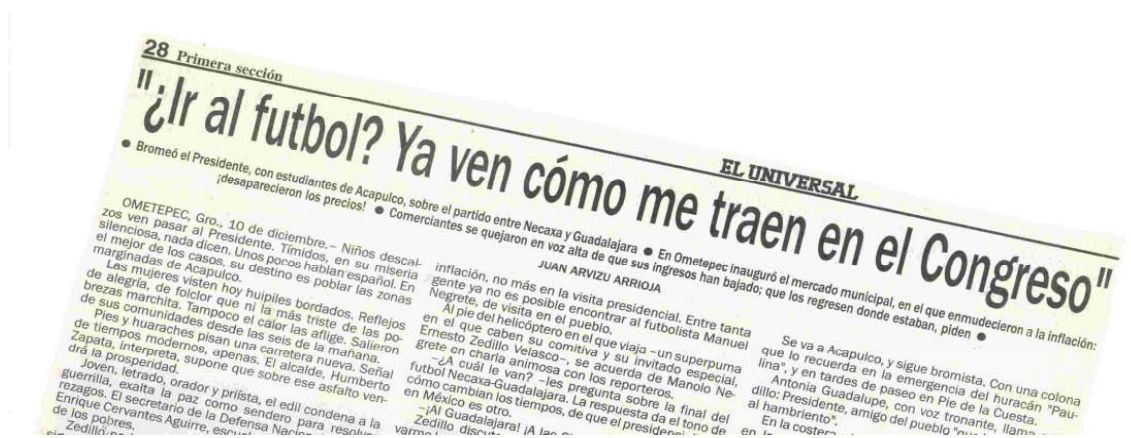 28 Primera sección
EL UNIVERSAL
"¿Ir al futbol? Ya ven cómo me traen en el Congreso"
● Bromeó el Presidente, con estudiantes de Acapulco, sobre el partido entre Necaxa y Guadalajara ● En Ometepec inauguró el mercado municipal, en el que enmudecieron a la inflación:
¡desaparecieron los precios! ● Comerciantes se quejaron en voz alta de que sus ingresos han bajado; que los regresen donde estaban, piden ●
JUAN ARVIZU ARRIOJA
OMETEPEC, Gro., 10 de diciembre.– Niños descal-
zos ven pasar al Presidente. Tímidos, en su miseria
silenciosa, nada dicen. Unos pocos hablan español. En
el mejor de los casos, su destino es poblar las zonas
marginadas de Acapulco.
Las mujeres visten hoy huipiles bordados. Reflejos
de alegría, de folclor que ni la más triste de las po-
brezas marchita. Tampoco el calor las aflige. Salieron
de sus comunidades desde las seis de la mañana.
Pies y huaraches pisan una carretera nueva. Señal
de tiempos modernos, apenas. El alcalde, Humberto
Zapata, interpreta, supone que sobre ese asfalto ven-
drá la prosperidad.
Joven, letrado, orador y priísta, el edil condena a la
guerrilla, exalta la paz como sendero para resolver
rezagos. El secretario de la Defensa Nacional,
Enrique Cervantes Aguirre,
de los pobres.
inflación, no más en la visita presidencial. Entre tanta
gente ya no es posible encontrar al futbolista Manuel
Negrete, de visita en el pueblo.
Al pie del helicóptero en el que viaja –un superpuma
en el que caben su comitiva y su invitado especial,
Ernesto Zedillo Velasco–, se acuerda de Manolo Ne-
grete en charla animosa con los reporteros.
–¿A cuál le van? –les pregunta sobre la final del
futbol Necaxa-Guadalajara. La respuesta da el tono de
cómo cambian los tiempos, de que el
en México es otro.
–¡Al Guadalajara!
Zedillo
Se va a Acapulco, y sigue bromista. Con una colona
que lo recuerda en la emergencia del huracán "Pau-
lina", y en tardes de paseo en Pie de la Cuesta.
Antonia Guadalupe, con voz tronante, llama
dillo: Presidente, amigo del pueblo
al hambriento".
En la costera